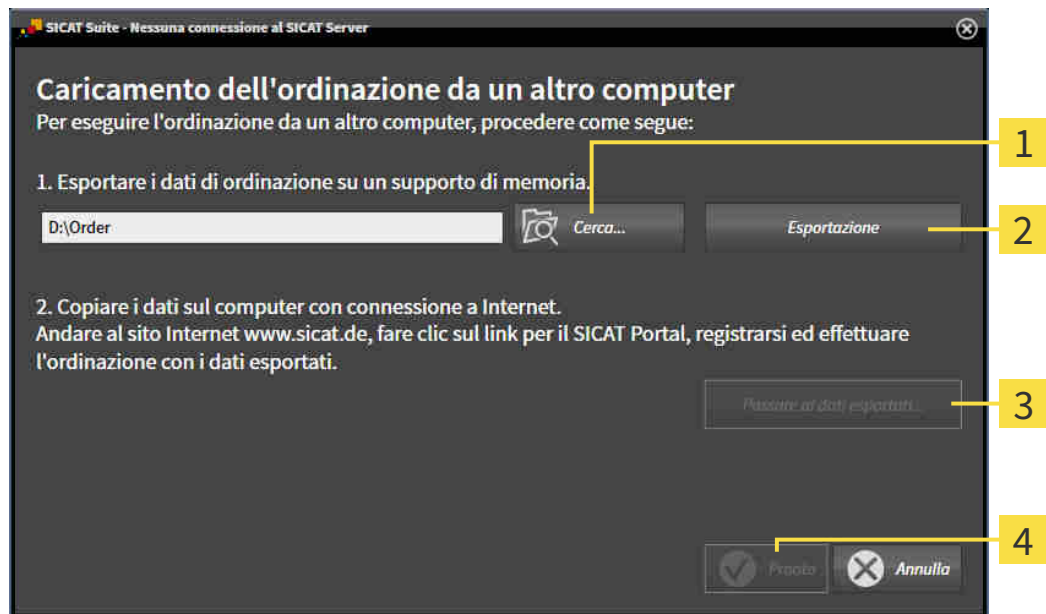 SICAT Suite - Nessuna connessione al SICAT Server
Caricamento dell'ordinazione da un altro computer
Per eseguire l'ordinazione da un altro computer, procedere come segue:
1
1. Esportare i dati di ordinazione su un supporto di memoria.
D:\Order
Cerca...
Esportazione
2
2. Copiare i dati sul computer con connessione a Internet.
Andare al sito Internet www.sicat.de, fare clic sul link per il SICAT Portal, registrarsi ed effettuare
l'ordinazione con i dati esportati.
Passare ai dati esportati...
3
4
Pronto
Annulla